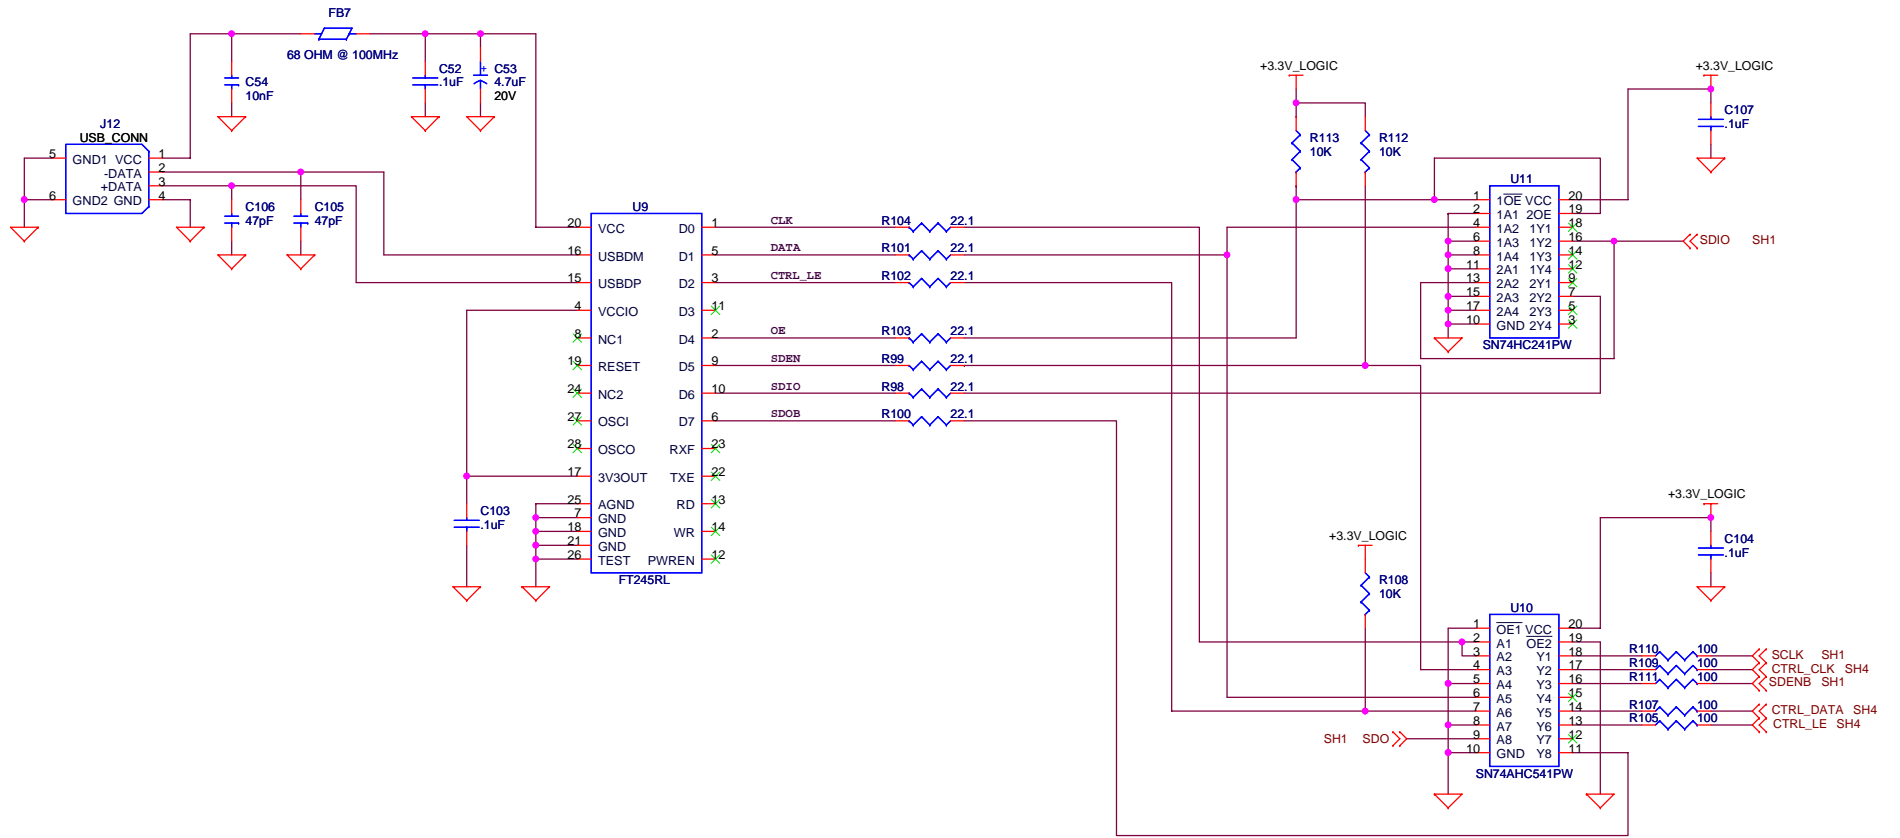 FB7
68 OHM @ 100MHz
C54
10nF
C52
.1uF
+
C53
4.7uF
20V
J12
USB_CONN
5 GND1 VCC 1
-DATA 2
+DATA 3
6 GND2 GND 4
C106
47pF
C105
47pF
U9
20 VCC D0 1
16 USBDM D1 5
15 USBDP D2 3
4 VCCIO D3 11
8 NC1 D4 2
19 RESET D5 9
24 NC2 D6 10
27 OSCI D7 6
28 OSCO RXF 23
17 3V3OUT TXE 22
25 AGND RD 13
7 GND
18 GND WR 14
21 GND
26 TEST PWREN 12
FT245RL
C103
.1uF
CLK R104 22.1
DATA R101 22.1
CTRL_LE R102 22.1
OE R103 22.1
SDEN R99 22.1
SDIO R98 22.1
SDOB R100 22.1
+3.3V_LOGIC
R113
10K
R112
10K
+3.3V_LOGIC
C107
.1uF
U11
1 1OE VCC 20
2 1A1 2OE 19
4 1A2 1Y1 18
6 1A3 1Y2 16
8 1A4 1Y3 14
11 2A1 1Y4 12
13 2A2 2Y1 9
15 2A3 2Y2 7
17 2A4 2Y3 5
10 GND 2Y4 3
SN74HC241PW
SDIO SH1
+3.3V_LOGIC
R108
10K
+3.3V_LOGIC
C104
.1uF
U10
1 OE1 VCC 20
2 A1 OE2 19
3 A2 Y1 18
4 A3 Y2 17
5 A4 Y3 16
6 A5 Y4 15
7 A6 Y5 14
8 A7 Y6 13
9 A8 Y7 12
10 GND Y8 11
SN74AHC541PW
SH1 SDO
R110 100 SCLK SH1
R109 100 CTRL_CLK SH4
R111 100 SDENB SH1
R107 100 CTRL_DATA SH4
R105 100 CTRL_LE SH4